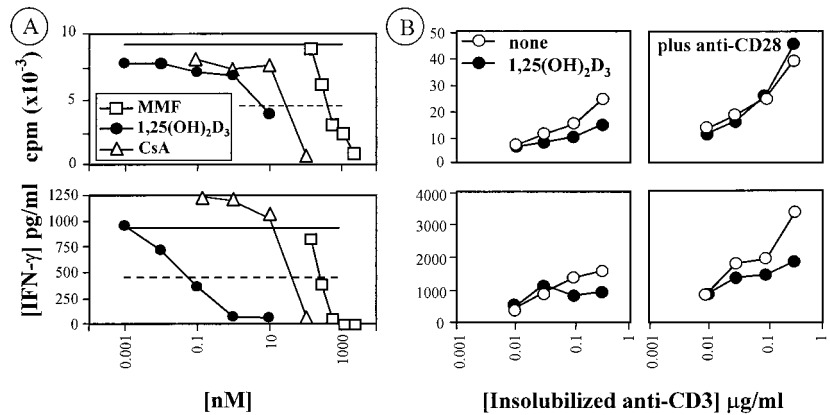 A
cpm (x10⁻³)
10
5
0
MMF
1,25(OH)₂D₃
CsA
[IFN-γ] pg/ml
1250
1000
750
500
250
0
0.001
0.1
10
1000
[nM]
B
none
1,25(OH)₂D₃
50
40
30
20
10
0
plus anti-CD28
4000
3000
2000
1000
0
0.001
0.01
0.1
1
0.001
0.01
0.1
1
[Insolubilized anti-CD3] μg/ml